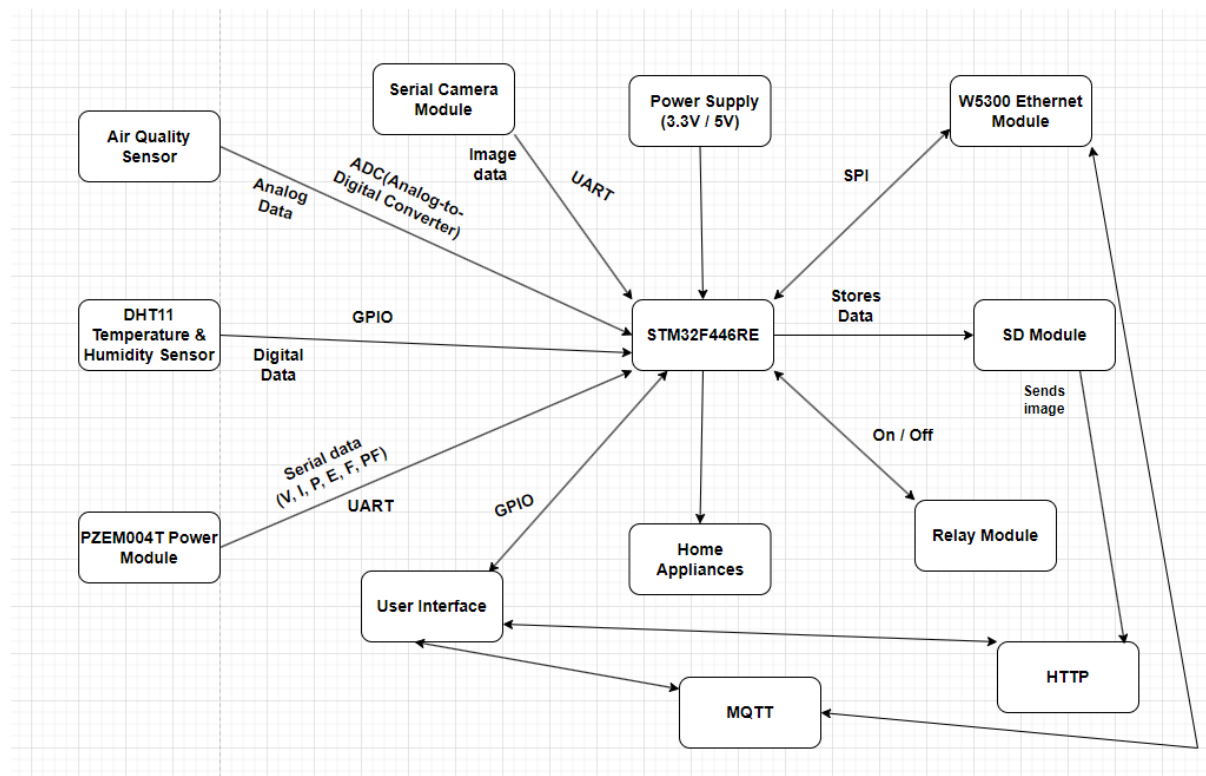 Serial Camera
Module
Power Supply
(3.3V / 5V)
W5300 Ethernet
Module
Air Quality
Sensor
Image
data
UART
ADC(Analog-to-
Digital Converter)
Analog
Data
SPI
DHT11
Temperature &
Humidity Sensor
GPIO
Digital
Data
STM32F446RE
Stores
Data
SD Module
Sends
image
On / Off
Serial data
(V, I, P, E, F, PF)
UART
GPIO
PZEM004T Power
Module
Home
Appliances
Relay Module
User Interface
HTTP
MQTT